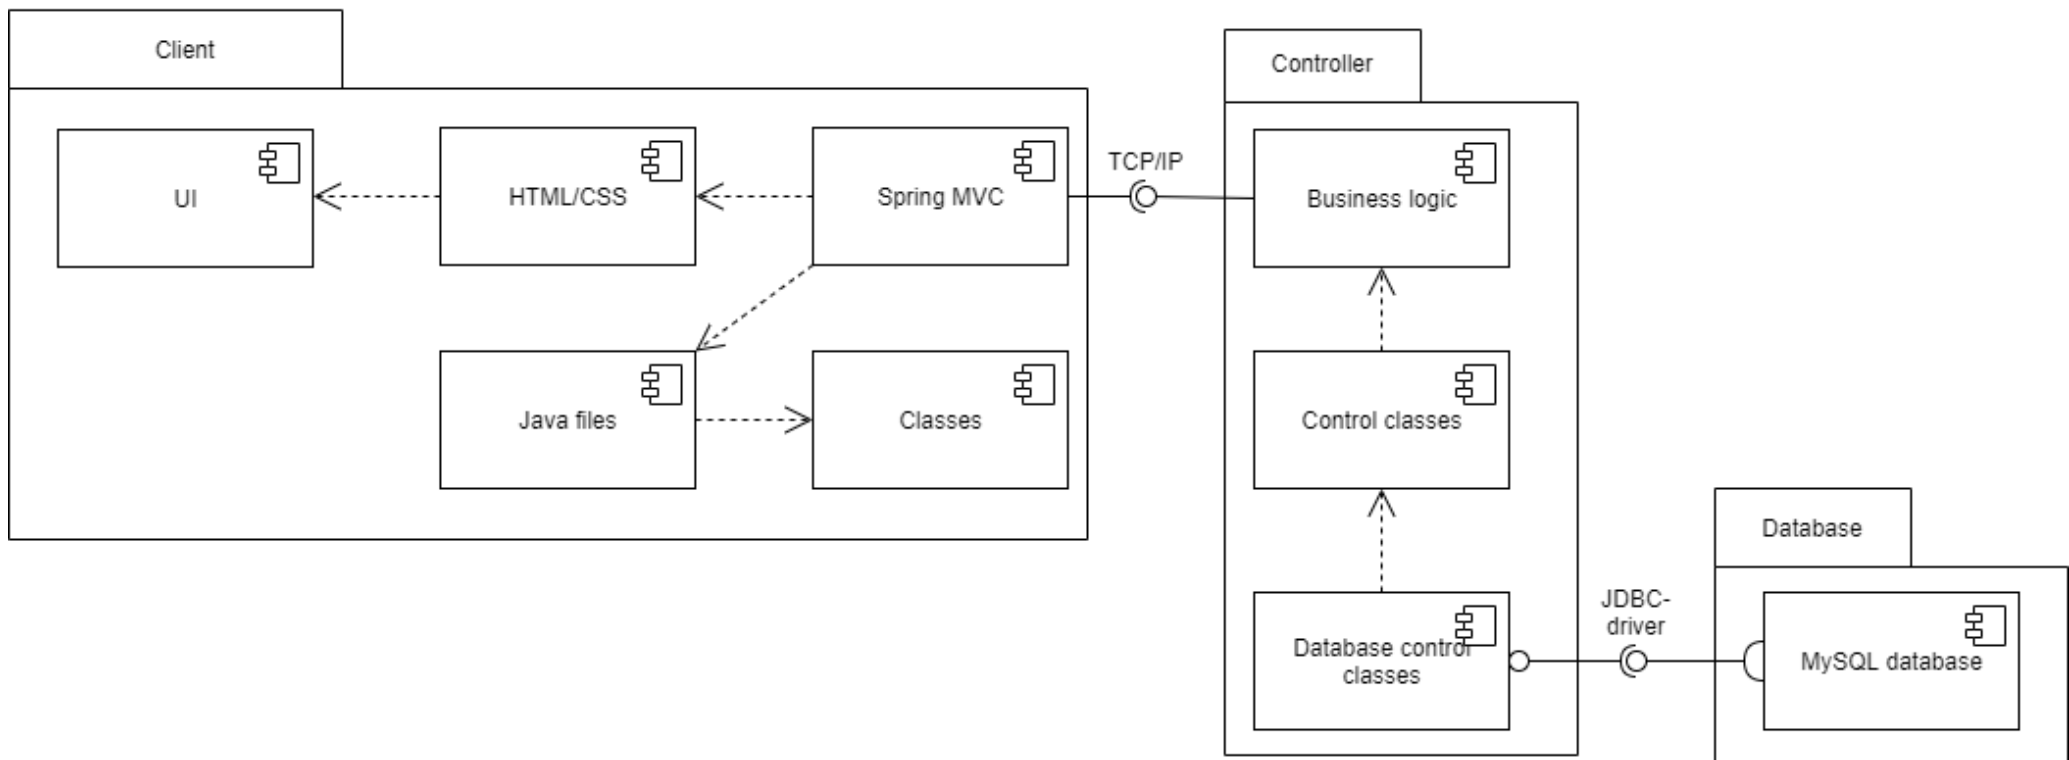 Client
UI
HTML/CSS
Spring MVC
Java files
Classes
TCP/IP
Controller
Business logic
Control classes
Database control
classes
JDBC-
driver
Database
MySQL database